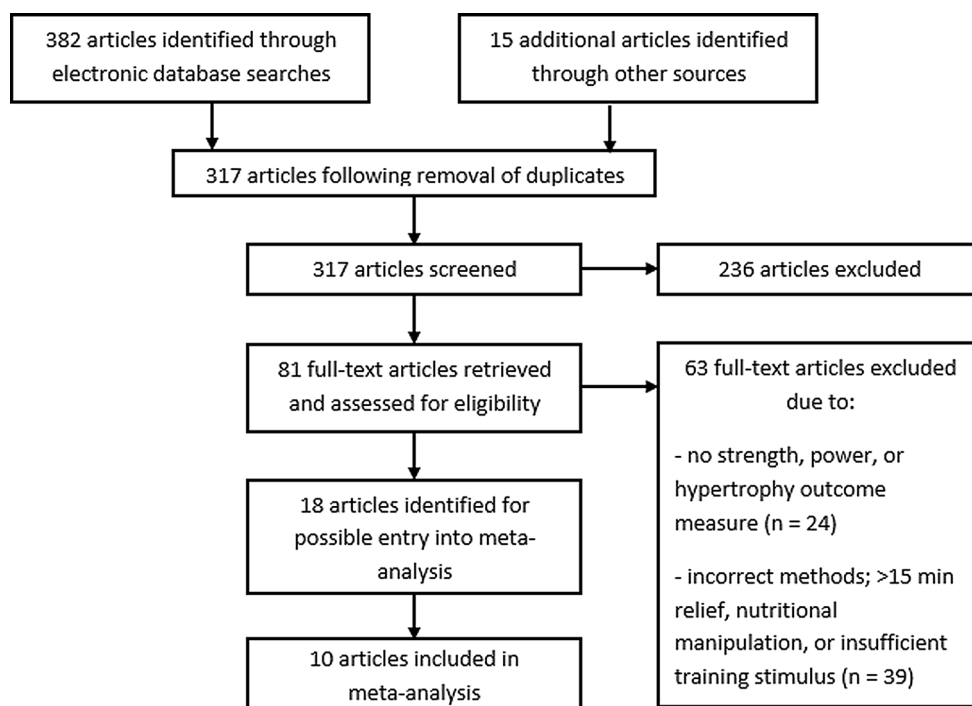 382 articles identified through
electronic database searches
15 additional articles identified
through other sources
317 articles following removal of duplicates
317 articles screened
236 articles excluded
81 full-text articles retrieved
and assessed for eligibility
63 full-text articles excluded
due to:
- no strength, power, or
hypertrophy outcome
measure (n = 24)
- incorrect methods; >15 min
relief, nutritional
manipulation, or insufficient
training stimulus (n = 39)
18 articles identified for
possible entry into meta-
analysis
10 articles included in
meta-analysis